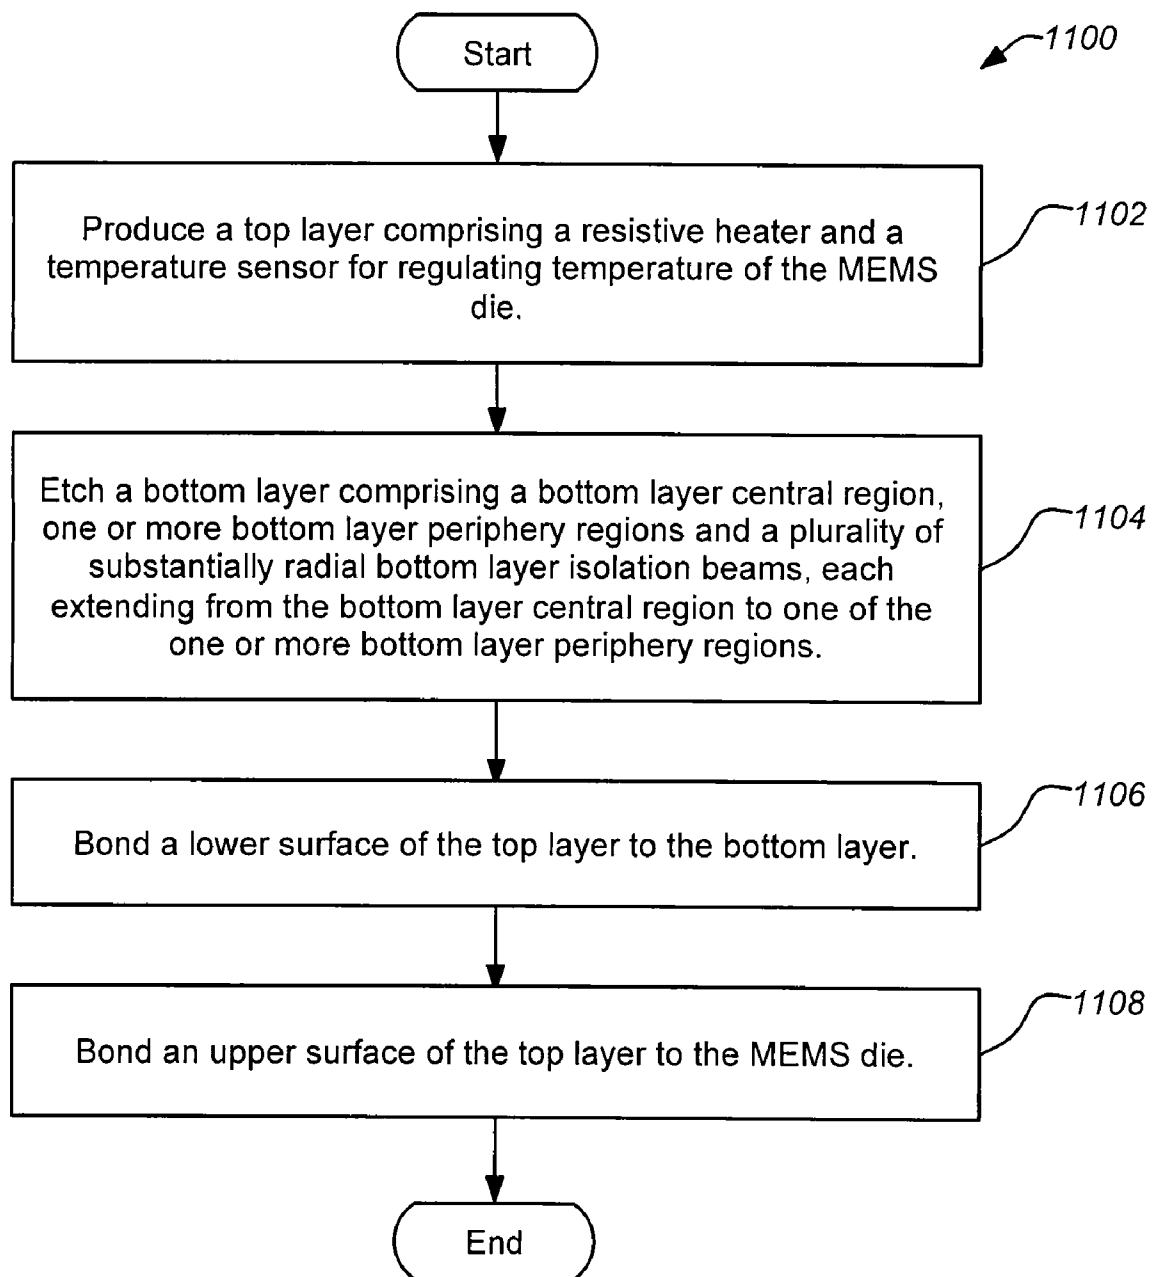 Start
1100
Produce a top layer comprising a resistive heater and a
temperature sensor for regulating temperature of the MEMS
die.
1102
Etch a bottom layer comprising a bottom layer central region,
one or more bottom layer periphery regions and a plurality of
substantially radial bottom layer isolation beams, each
extending from the bottom layer central region to one of the
one or more bottom layer periphery regions.
1104
Bond a lower surface of the top layer to the bottom layer.
1106
Bond an upper surface of the top layer to the MEMS die.
1108
End